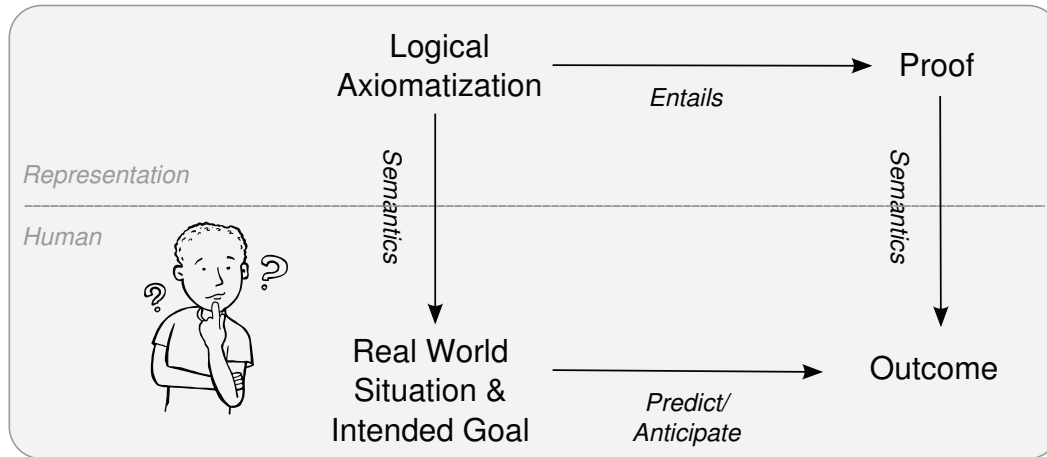 Logical
Axiomatization
Entails
Proof
Semantics
Semantics
Representation
Human
?
?
Real World
Situation &
Intended Goal
Predict/
Anticipate
Outcome